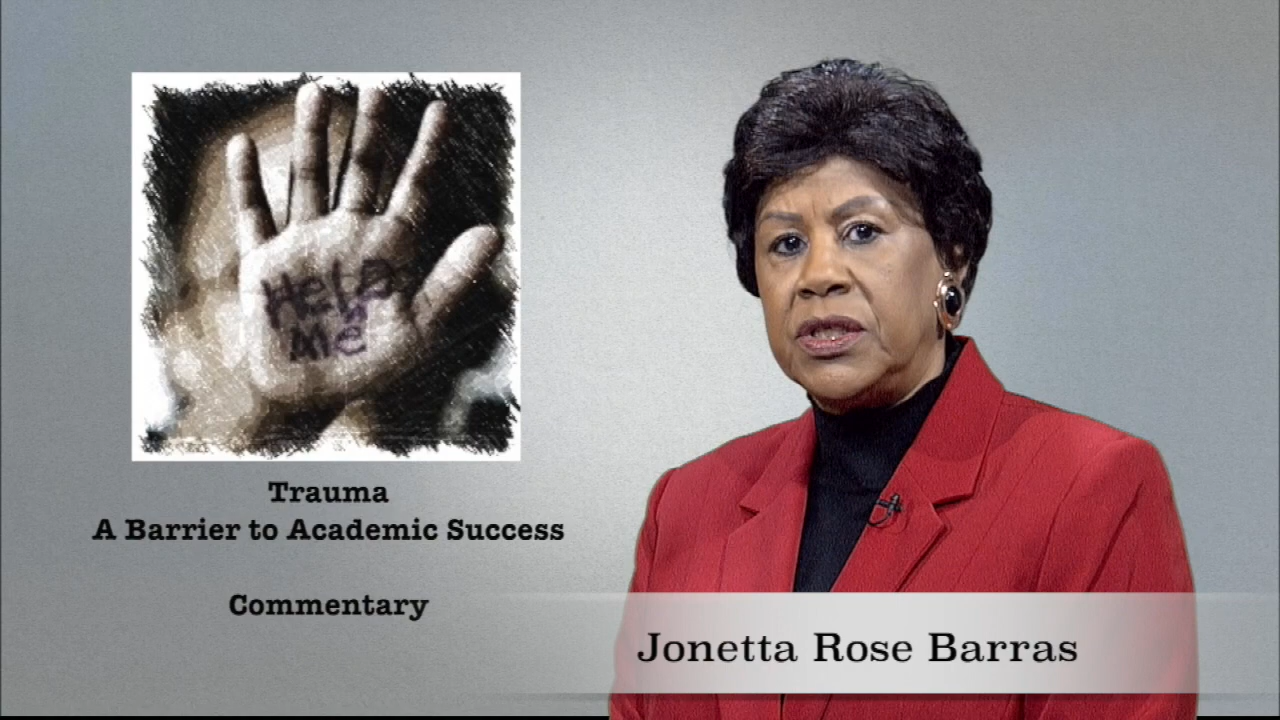 Help
Me
Trauma
A Barrier to Academic Success
Commentary
Jonetta Rose Barras